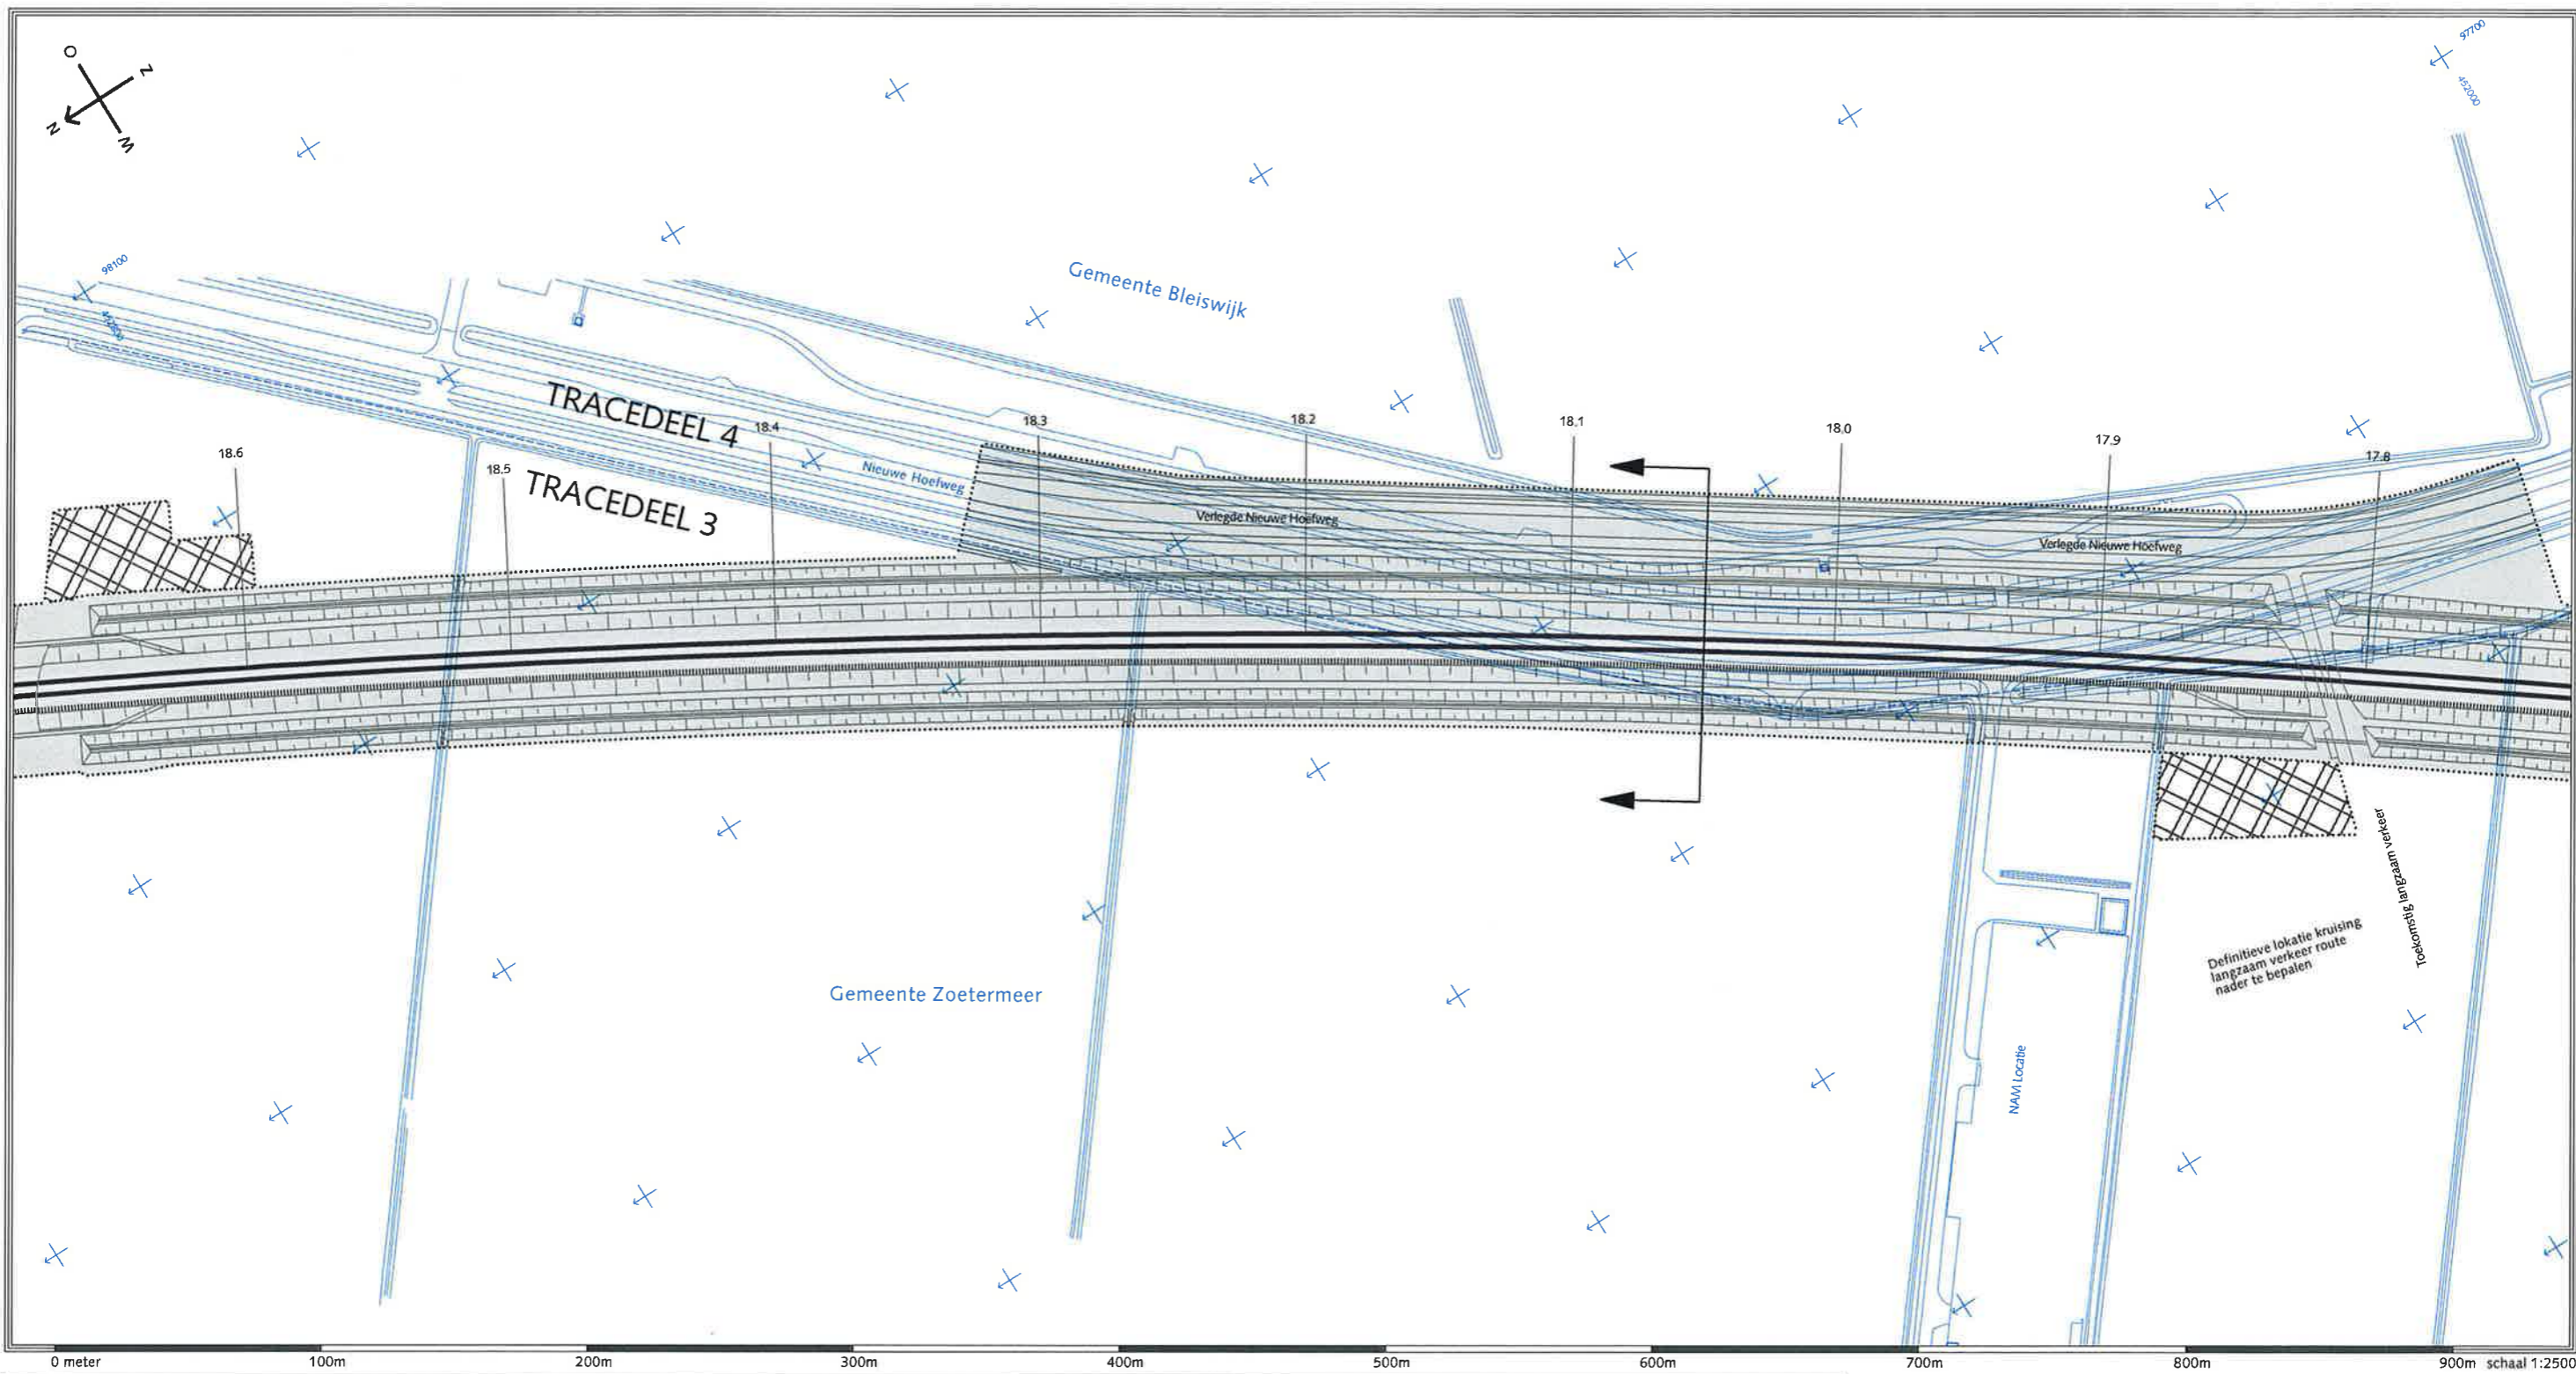 O
Z
N
W
97700
452000
98100
Gemeente Bleiswijk
TRACEDEEL 4
TRACEDEEL 3
Nieuwe Hoefweg
18.6
18.5
18.4
18.3
18.2
18.1
18.0
17.9
17.8
Verlegde Nieuwe Hoefweg
Verlegde Nieuwe Hoefweg
Toekomstig langzaam verkeer
Definitieve lokatie kruising
langzaam verkeer route
nader te bepalen
Gemeente Zoetermeer
NAM Locatie
0 meter
100m
200m
300m
400m
500m
600m
700m
800m
900m
schaal 1:2500